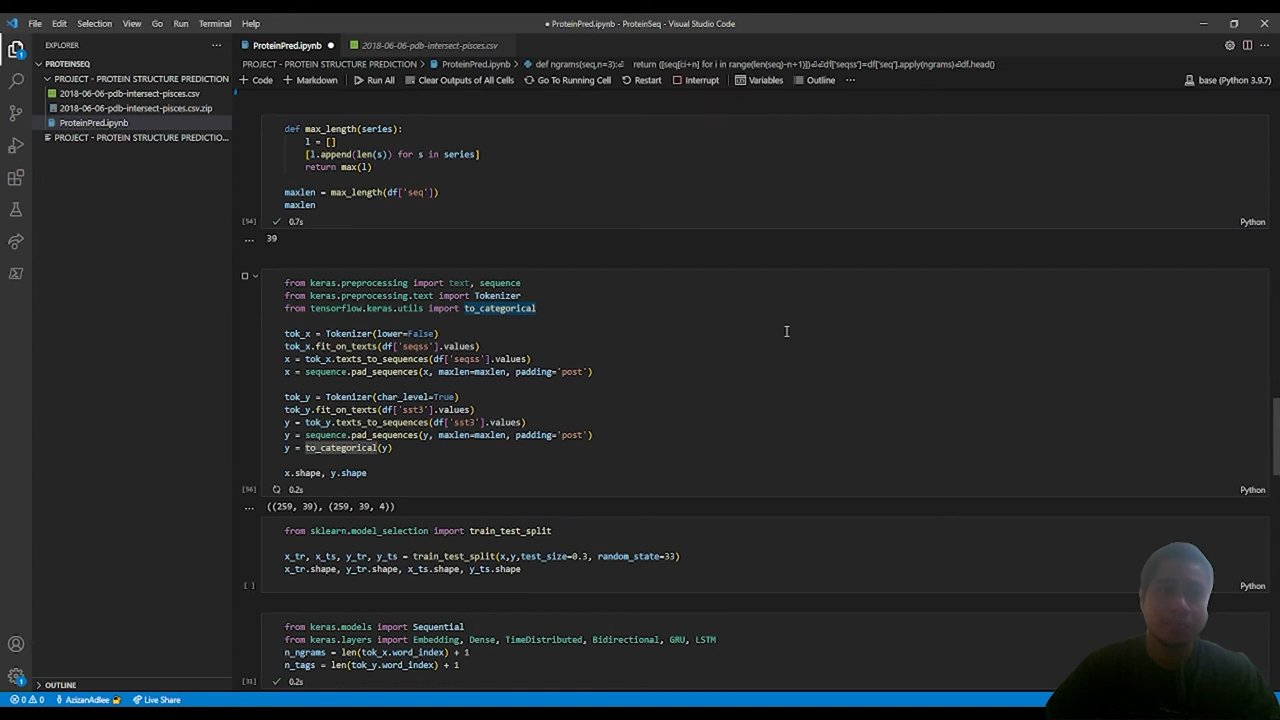 File Edit Selection View Go Run Terminal Help
● ProteinPred.ipynb - ProteinSeq - Visual Studio Code
EXPLORER
ProteinPred.ipynb ●
2018-06-06-pdb-intersect-pisces.csv
PROTEINSEQ
PROJECT - PROTEIN STRUCTURE PREDICTION > ProteinPred.ipynb > def ngrams(seq,n=3):⏎ return ([seq[i:i+n] for i in range(len(seq)-n+1)])⏎df['seqss']=df['seq'].apply(ngrams)⏎df.head()
PROJECT - PROTEIN STRUCTURE PREDICTION
+ Code + Markdown Run All Clear Outputs of All Cells Go To Running Cell Restart Interrupt Variables Outline ...
base (Python 3.9.7)
2018-06-06-pdb-intersect-pisces.csv
2018-06-06-pdb-intersect-pisces.csv.zip
ProteinPred.ipynb
PROJECT - PROTEIN STRUCTURE PREDICTIO...
def max_length(series):
l = []
[l.append(len(s)) for s in series]
return max(l)
maxlen = max_length(df['seq'])
maxlen
[54] ✓ 0.7s
Python
... 39
from keras.preprocessing import text, sequence
from keras.preprocessing.text import Tokenizer
from tensorflow.keras.utils import to_categorical
tok_x = Tokenizer(lower=False)
tok_x.fit_on_texts(df['seqss'].values)
x = tok_x.texts_to_sequences(df['seqss'].values)
x = sequence.pad_sequences(x, maxlen=maxlen, padding='post')
tok_y = Tokenizer(char_level=True)
tok_y.fit_on_texts(df['sst3'].values)
y = tok_y.texts_to_sequences(df['sst3'].values)
y = sequence.pad_sequences(y, maxlen=maxlen, padding='post')
y = to_categorical(y)
x.shape, y.shape
[56] 0.2s
Python
... ((259, 39), (259, 39, 4))
from sklearn.model_selection import train_test_split
x_tr, x_ts, y_tr, y_ts = train_test_split(x,y,test_size=0.3, random_state=33)
x_tr.shape, y_tr.shape, x_ts.shape, y_ts.shape
[ ]
Python
from keras.models import Sequential
from keras.layers import Embedding, Dense, TimeDistributed, Bidirectional, GRU, LSTM
n_ngrams = len(tok_x.word_index) + 1
n_tags = len(tok_y.word_index) + 1
[31] ✓ 0.2s
OUTLINE
0 0 AzizanAdlee Live Share